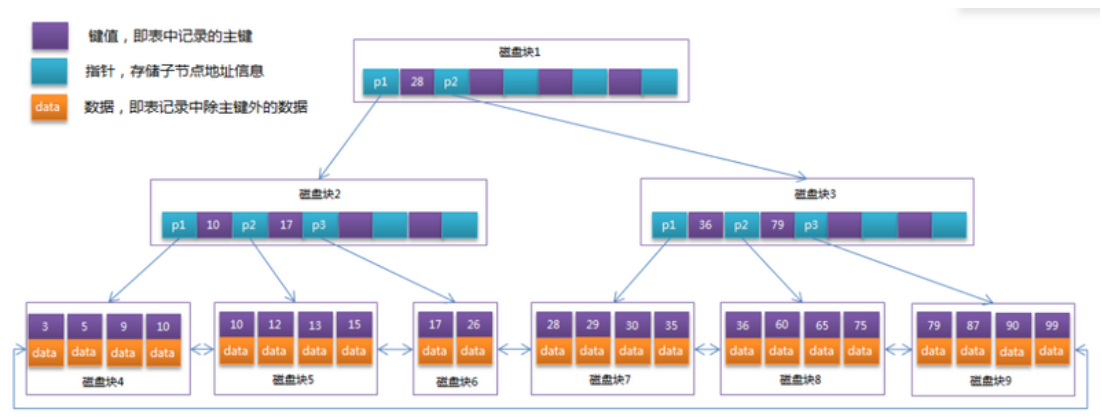 键值，即表中记录的主键
指针，存储子节点地址信息
data 数据，即表记录中除主键外的数据
磁盘块1
p1 28 p2
磁盘块2
p1 10 p2 17 p3
磁盘块3
p1 36 p2 79 p3
3 5 9 10
data data data data
磁盘块4
10 12 13 15
data data data data
磁盘块5
17 26
data data
磁盘块6
28 29 30 35
data data data data
磁盘块7
36 60 65 75
data data data data
磁盘块8
79 87 90 99
data data data data
磁盘块9